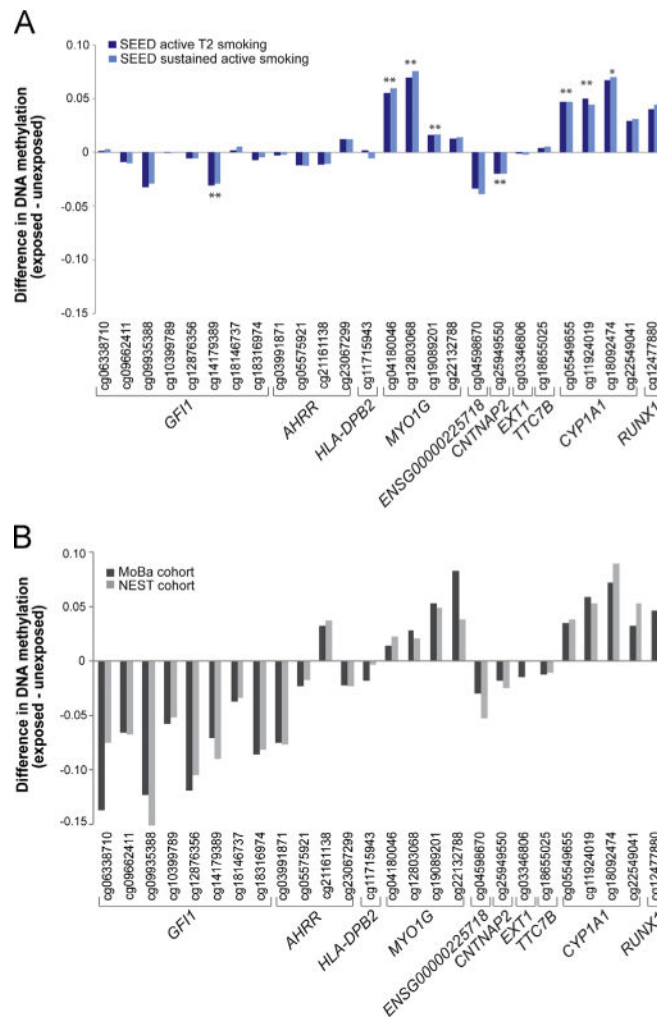 A
Difference in DNA methylation
(exposed - unexposed)
0.10
0.05
0
-0.05
-0.10
-0.15
SEED active T2 smoking
SEED sustained active smoking
**
**
**
**
**
**
**
*
cg06338710
cg09662411
cg09935388
cg10399789
cg12876356
cg14179389
cg18146737
cg18316974
cg03991871
cg05575921
cg21161138
cg23067299
cg11715943
cg04180046
cg12803068
cg19089201
cg22132788
cg04598670
cg25949550
cg03346806
cg18655025
cg05549655
cg11924019
cg18092474
cg22549041
cg12477880
GFI1
AHRR
HLA-DPB2
MYO1G
ENSG00000225718
CNTNAP2
EXT1
TTC7B
CYP1A1
RUNX1
B
Difference in DNA methylation
(exposed - unexposed)
0.10
0.05
0
-0.05
-0.10
-0.15
MoBa cohort
NEST cohort
cg06338710
cg09662411
cg09935388
cg10399789
cg12876356
cg14179389
cg18146737
cg18316974
cg03991871
cg05575921
cg21161138
cg23067299
cg11715943
cg04180046
cg12803068
cg19089201
cg22132788
cg04598670
cg25949550
cg03346806
cg18655025
cg05549655
cg11924019
cg18092474
cg22549041
cg12477880
GFI1
AHRR
HLA-DPB2
MYO1G
ENSG00000225718
CNTNAP2
EXT1
TTC7B
CYP1A1
RUNX1